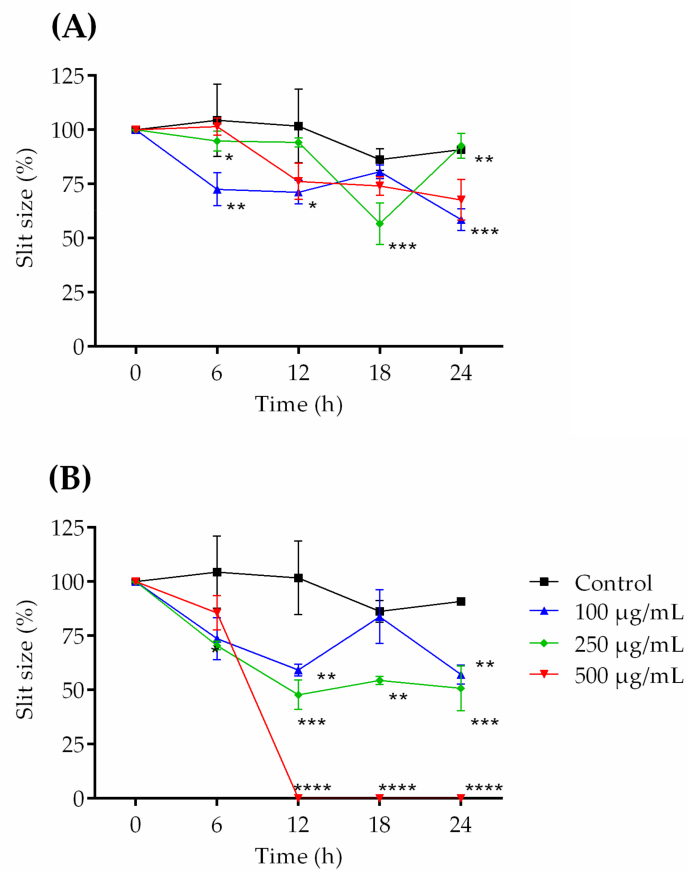 (A)
125
100
75
50
25
0
Slit size (%)
*
**
*
***
**
***
0 6 12 18 24
Time (h)
(B)
125
100
75
50
25
0
Slit size (%)
*
**
***
**
**
***
**** **** ****
0 6 12 18 24
Time (h)
Control
100 µg/mL
250 µg/mL
500 µg/mL